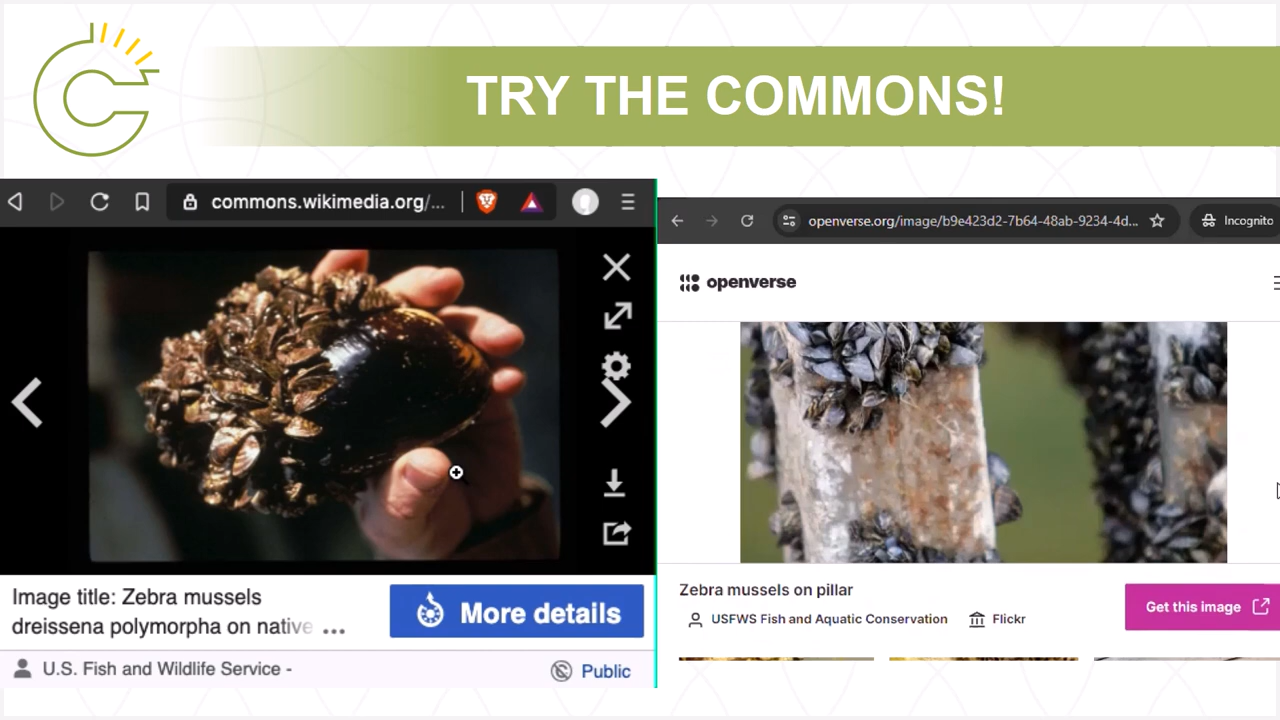 TRY THE COMMONS!
commons.wikimedia.org/...
Image title: Zebra mussels
dreissena polymorpha on native ...
More details
U.S. Fish and Wildlife Service -
Public
openverse.org/image/b9e423d2-7b64-48ab-9234-4d...
Incognito
openverse
Zebra mussels on pillar
USFWS Fish and Aquatic Conservation
Flickr
Get this image